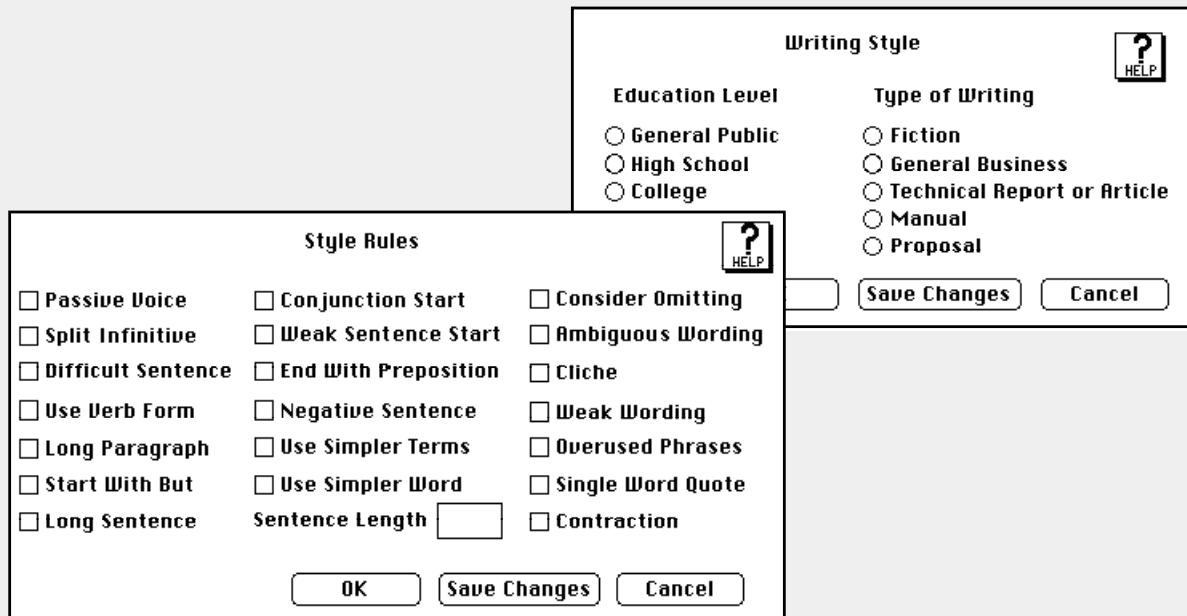 Writing Style
?
HELP
Education Level
Type of Writing
General Public
Fiction
High School
General Business
College
Technical Report or Article
Manual
Proposal
Save Changes
Cancel
Style Rules
?
HELP
Passive Voice
Conjunction Start
Consider Omitting
Split Infinitive
Weak Sentence Start
Ambiguous Wording
Difficult Sentence
End With Preposition
Cliche
Use Verb Form
Negative Sentence
Weak Wording
Long Paragraph
Use Simpler Terms
Overused Phrases
Start With But
Use Simpler Word
Single Word Quote
Long Sentence
Sentence Length
Contraction
OK
Save Changes
Cancel